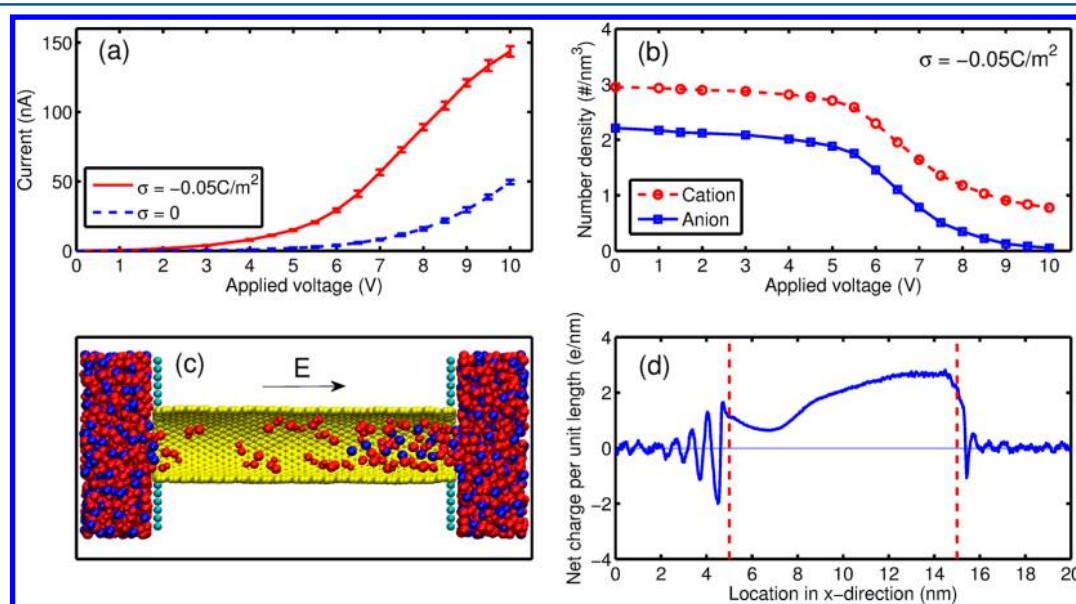 (a)
Current (nA)
150
100
50
0
σ = −0.05C/m²
σ = 0
0 1 2 3 4 5 6 7 8 9 10
Applied voltage (V)
(b)
σ = −0.05C/m²
Number density (#/nm³)
4
3
2
1
0
Cation
Anion
0 1 2 3 4 5 6 7 8 9 10
Applied voltage (V)
(c)
E
(d)
Net charge per unit length (e/nm)
4
2
0
−2
−4
0 2 4 6 8 10 12 14 16 18 20
Location in x−direction (nm)